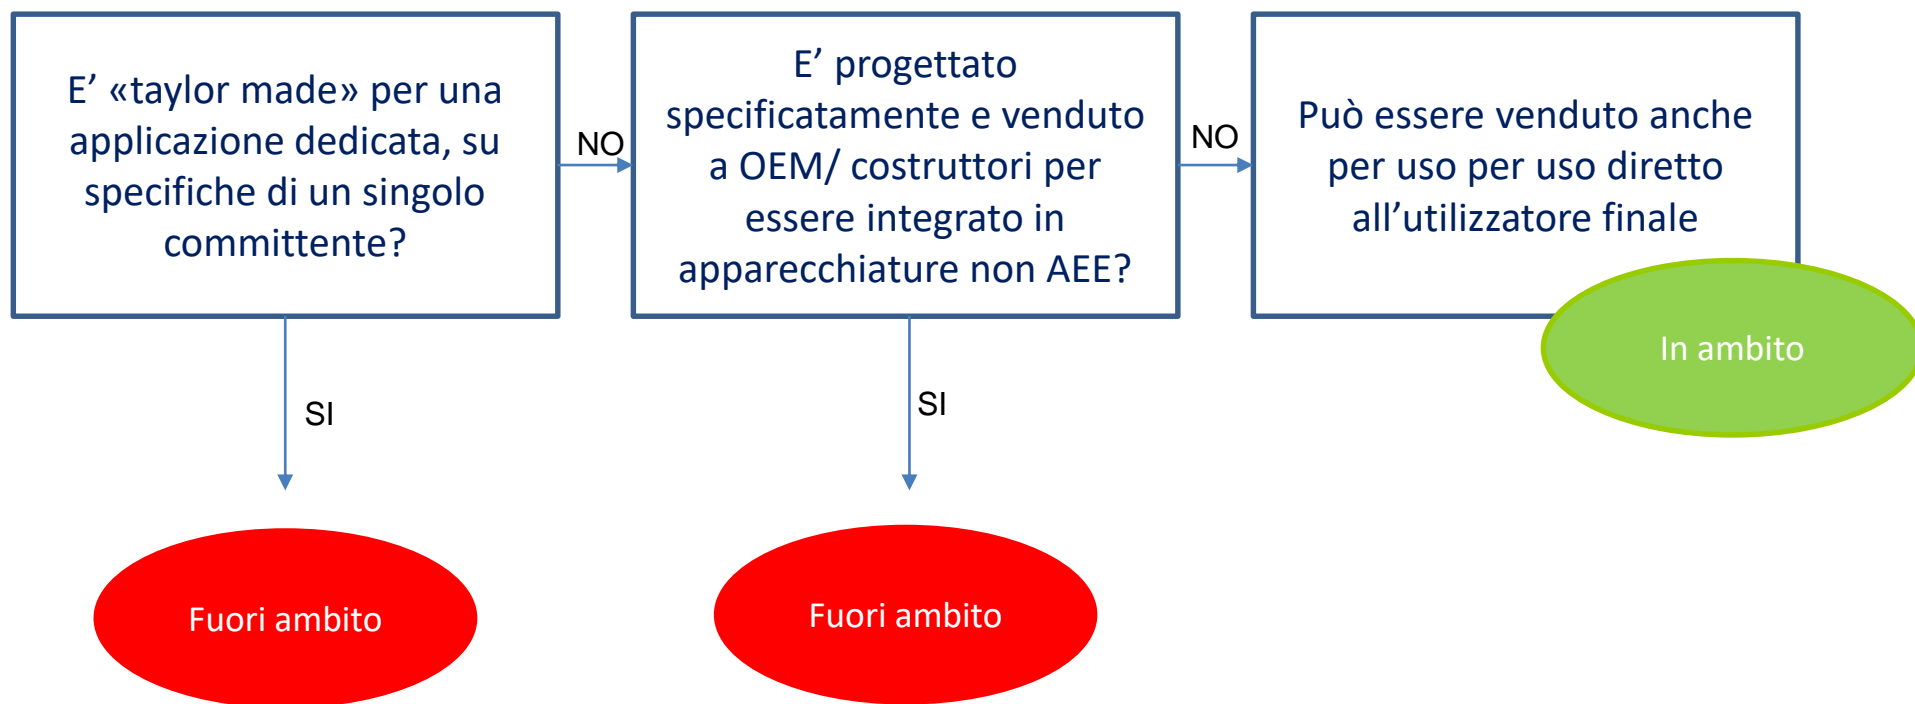 E’ «taylor made» per una
applicazione dedicata, su
specifiche di un singolo
committente?
NO
E’ progettato
specificatamente e venduto
a OEM/ costruttori per
essere integrato in
apparecchiature non AEE?
NO
Può essere venduto anche
per uso per uso diretto
all’utilizzatore finale
In ambito
SI
SI
Fuori ambito
Fuori ambito